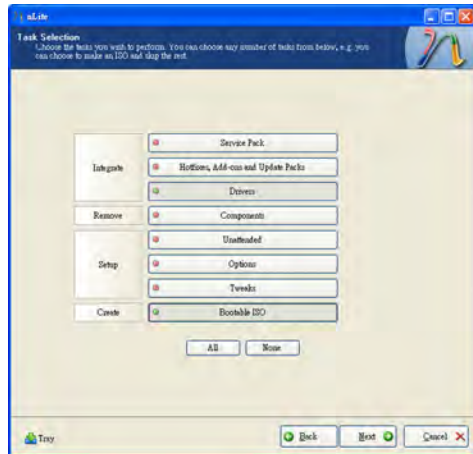 nLite
Task Selection
Choose the tasks you wish to perform. You can choose any number of tasks from below, e.g. you
can choose to make an ISO and skip the rest.
Integrate
Service Pack
Hotfixes, Add-ons and Update Packs
Drivers
Remove
Components
Setup
Unattended
Options
Tweaks
Create
Bootable ISO
All
None
Tray
Back
Next
Cancel